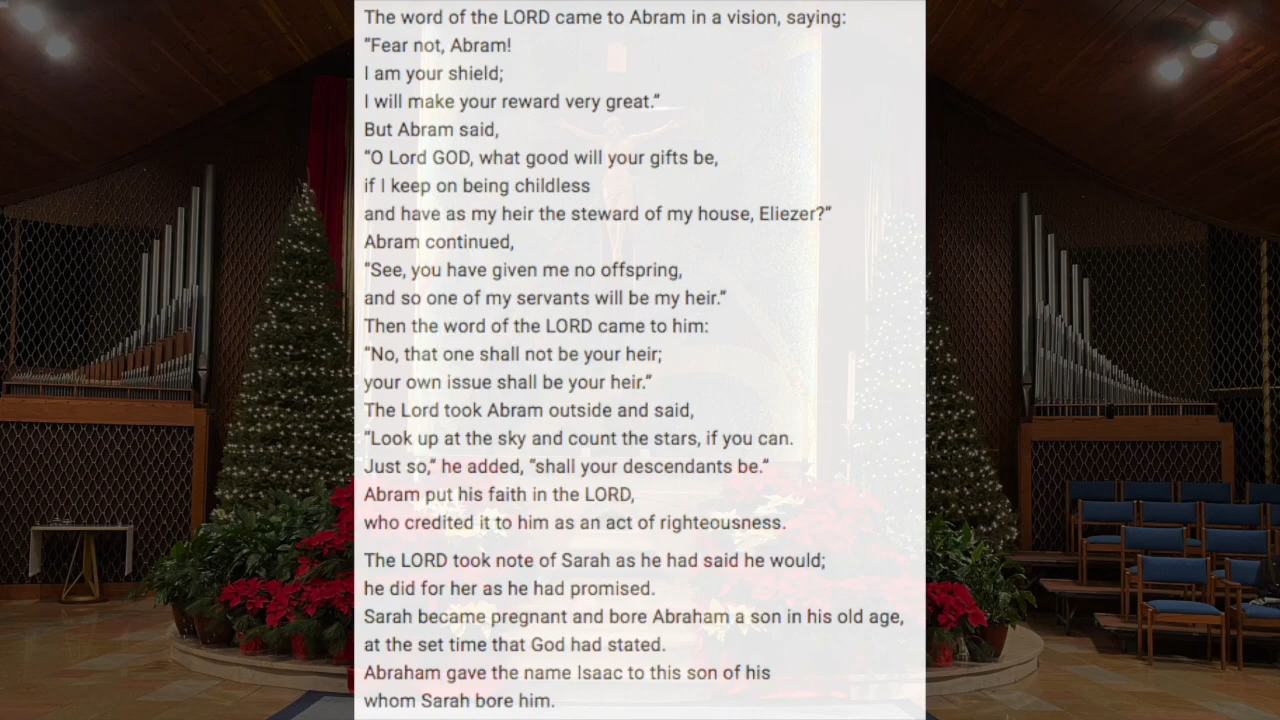 The word of the LORD came to Abram in a vision, saying:
“Fear not, Abram!
I am your shield;
I will make your reward very great.”
But Abram said,
“O Lord GOD, what good will your gifts be,
if I keep on being childless
and have as my heir the steward of my house, Eliezer?”
Abram continued,
“See, you have given me no offspring,
and so one of my servants will be my heir.”
Then the word of the LORD came to him:
“No, that one shall not be your heir;
your own issue shall be your heir.”
The Lord took Abram outside and said,
“Look up at the sky and count the stars, if you can.
Just so,” he added, “shall your descendants be.”
Abram put his faith in the LORD,
who credited it to him as an act of righteousness.
The LORD took note of Sarah as he had said he would;
he did for her as he had promised.
Sarah became pregnant and bore Abraham a son in his old age,
at the set time that God had stated.
Abraham gave the name Isaac to this son of his
whom Sarah bore him.